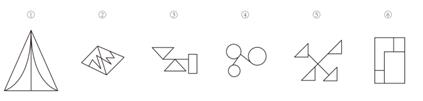 ① ② ③ ④ ⑤ ⑥